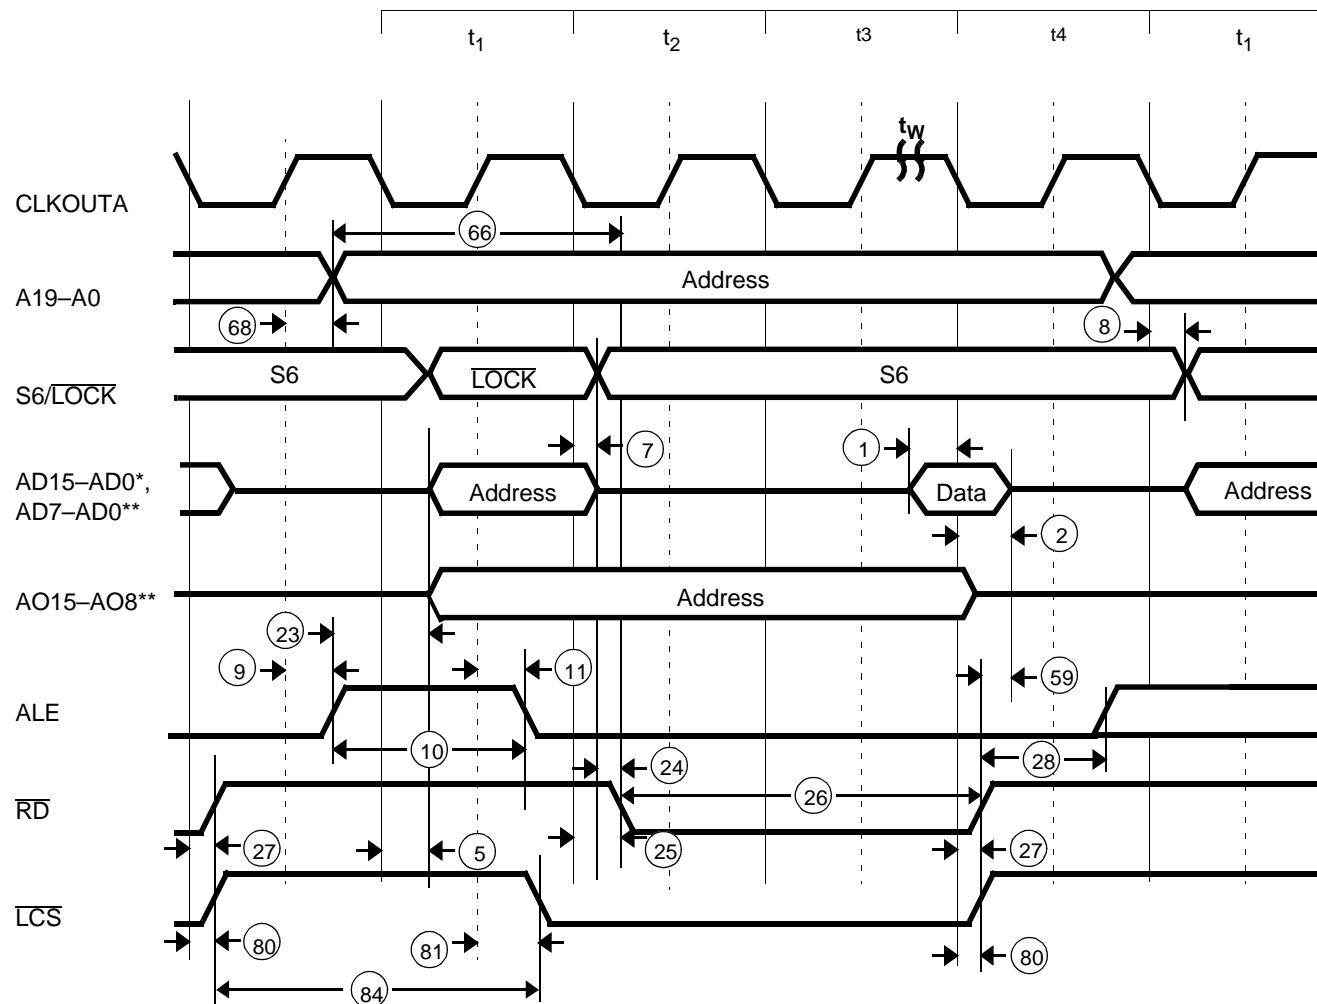 t1 t2 t3 t4 t1
tW
CLKOUTA
66
A19–A0 Address
68 8
S6/LOCK S6 LOCK S6
7 1
AD15–AD0*, Address Data Address
AD7–AD0**
2
AO15–AO8** Address
23
9 11 59
ALE
10 24 28
RD 26
27 5 25 27
LCS
80 81 80
84